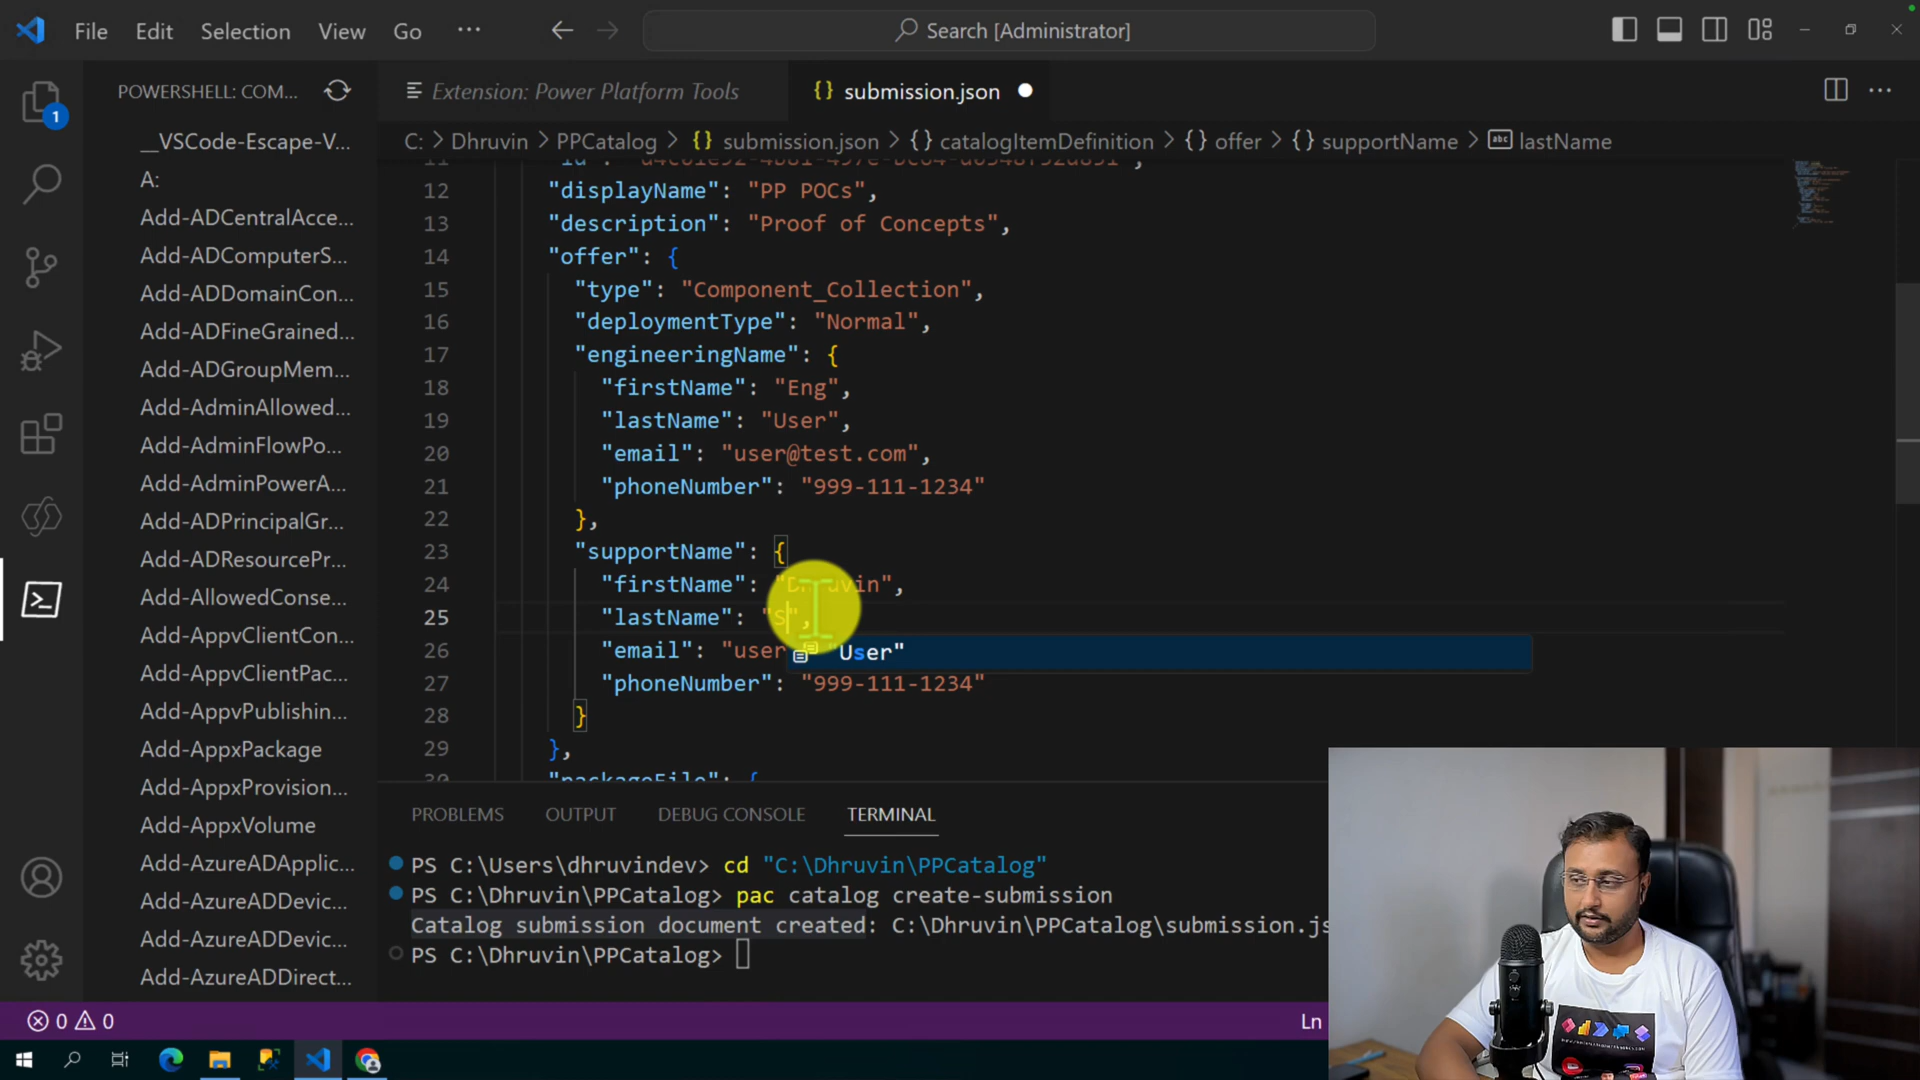 File Edit Selection View Go ···
Search [Administrator]
POWERSHELL: COM...
Extension: Power Platform Tools
{} submission.json
C: > Dhruvin > PPCatalog > {} submission.json > {} catalogItemDefinition > {} offer > {} supportName > abc lastName
1
__VSCode-Escape-V...
A:
Add-ADCentralAcce...
Add-ADComputerS...
Add-ADDomainCon...
Add-ADFineGrained...
Add-ADGroupMem...
Add-AdminAllowed...
Add-AdminFlowPo...
Add-AdminPowerA...
Add-ADPrincipalGr...
Add-ADResourcePr...
Add-AllowedConse...
Add-AppvClientCon...
Add-AppvClientPac...
Add-AppvPublishin...
Add-AppxPackage
Add-AppxProvision...
Add-AppxVolume
Add-AzureADApplic...
Add-AzureADDevic...
Add-AzureADDevic...
Add-AzureADDirect...
12 "displayName": "PP POCs",
13 "description": "Proof of Concepts",
14 "offer": {
15 "type": "Component_Collection",
16 "deploymentType": "Normal",
17 "engineeringName": {
18 "firstName": "Eng",
19 "lastName": "User",
20 "email": "user@test.com",
21 "phoneNumber": "999-111-1234"
22 },
23 "supportName": {
24 "firstName": "Dhruvin",
25 "lastName": "S",
26 "email": "user
"User"
27 "phoneNumber": "999-111-1234"
28 }
29 },
30 "packageFile": {
PROBLEMS OUTPUT DEBUG CONSOLE TERMINAL
PS C:\Users\dhruvindev> cd "C:\Dhruvin\PPCatalog"
PS C:\Dhruvin\PPCatalog> pac catalog create-submission
Catalog submission document created: C:\Dhruvin\PPCatalog\submission.js
PS C:\Dhruvin\PPCatalog>
0 0
Ln